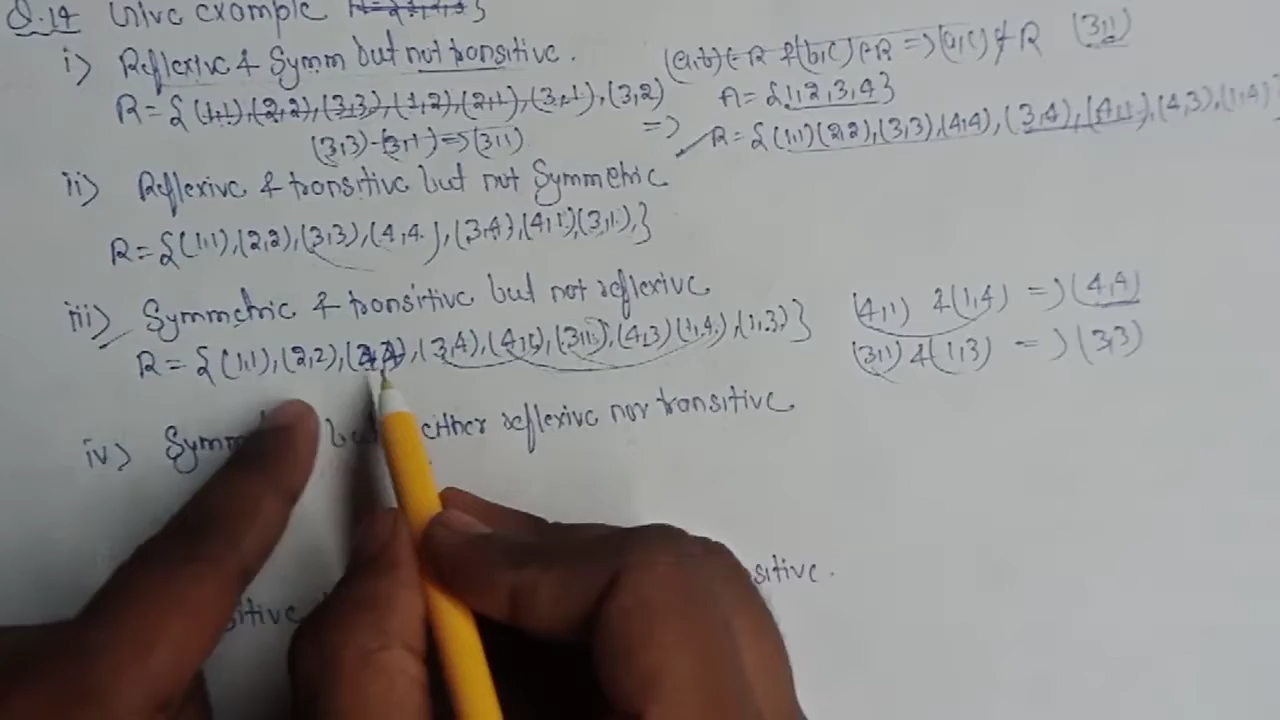 Q.14 Give example A={1,2,3}
i) Reflexive & Symm but not transitive.
(a,b)∈R &(b,c)∈R=>(a,c)∉R (3,1)
R={(1,1),(2,2),(3,3),(1,2),(2,1),(3,1),(3,2)
A={1,2,3,4}
(3,3)-(3,1)=>(3,1)
=> R={(1,1)(2,2),(3,3),(4,4),(3,4),(4,1),(4,3),(1,4)
ii) Reflexive & transitive but not Symmetric
R={(1,1),(2,2),(3,3),(4,4),(3,4),(4,1)(3,1),}
iii) Symmetric & transitive but not reflexive
(4,1) &(1,4) =>(4,4)
R={(1,1),(2,2),(3,4),(4,1),(3,1),(4,3)(1,4),(1,3)}
(3,1)&(1,3) =>(3,3)
iv) Symm either reflexive nor transitive
sitive.
sitive